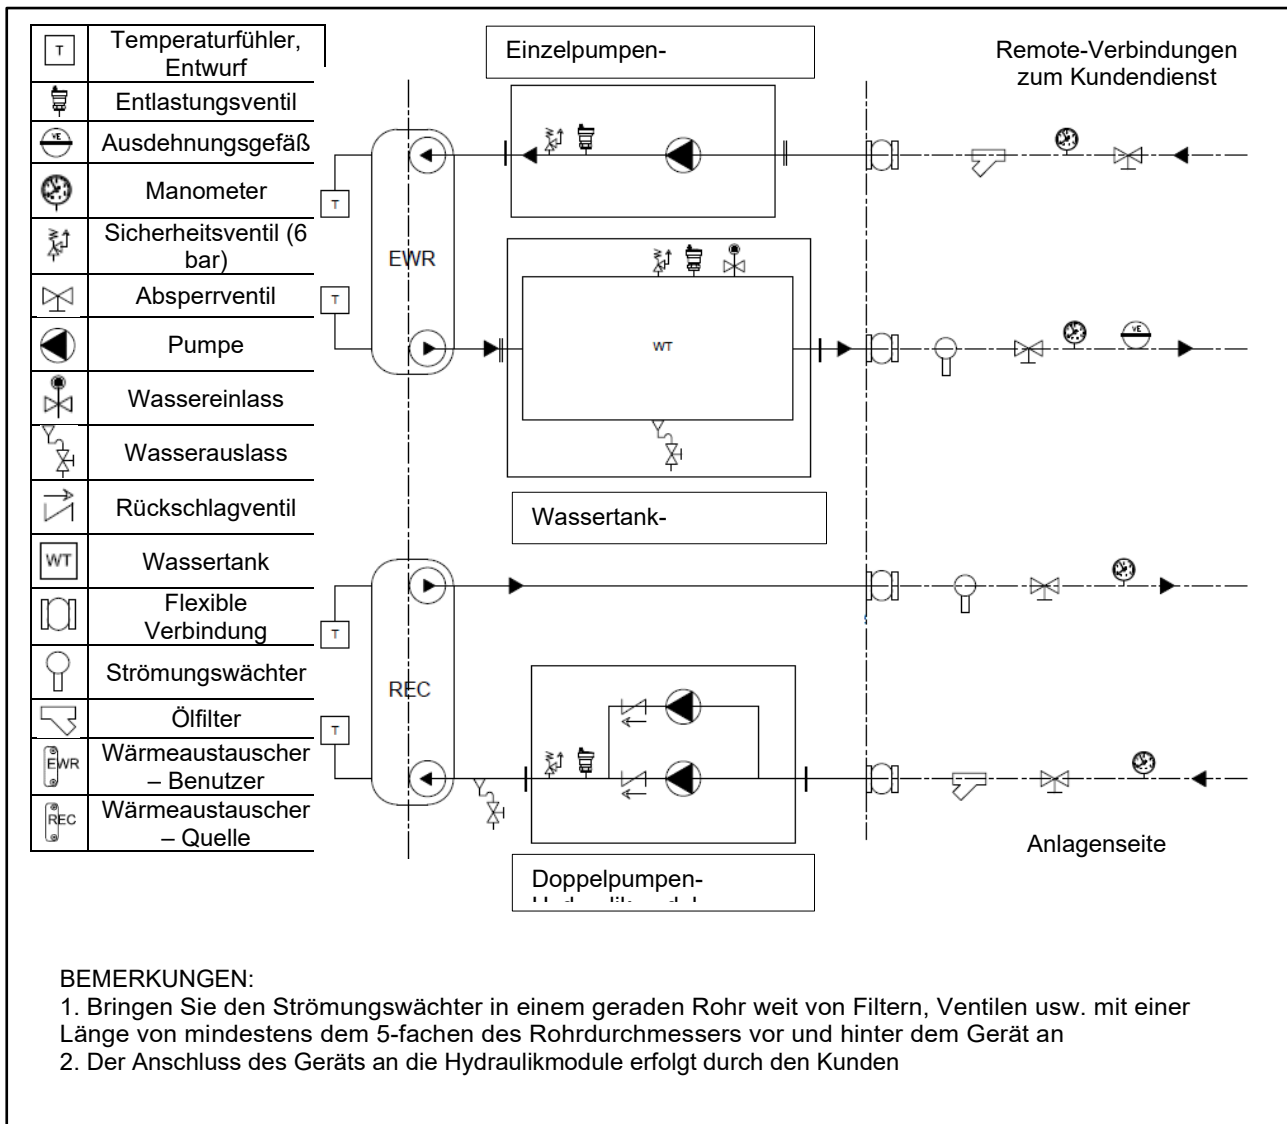 T
Temperaturfühler,
Entwurf
Entlastungsventil
VE
Ausdehnungsgefäß
Manometer
Sicherheitsventil (6
bar)
Absperrventil
Pumpe
Wassereinlass
Wasserauslass
Rückschlagventil
WT
Wassertank
Flexible
Verbindung
Strömungswächter
Ölfilter
EWR
Wärmeaustauscher
– Benutzer
REC
Wärmeaustauscher
– Quelle
Einzelpumpen-
Remote-Verbindungen
zum Kundendienst
T
EWR
T
WT
VE
Wassertank-
T
REC
T
Doppelpumpen-
Anlagenseite
BEMERKUNGEN:
1. Bringen Sie den Strömungswächter in einem geraden Rohr weit von Filtern, Ventilen usw. mit einer
Länge von mindestens dem 5-fachen des Rohrdurchmessers vor und hinter dem Gerät an
2. Der Anschluss des Geräts an die Hydraulikmodule erfolgt durch den Kunden